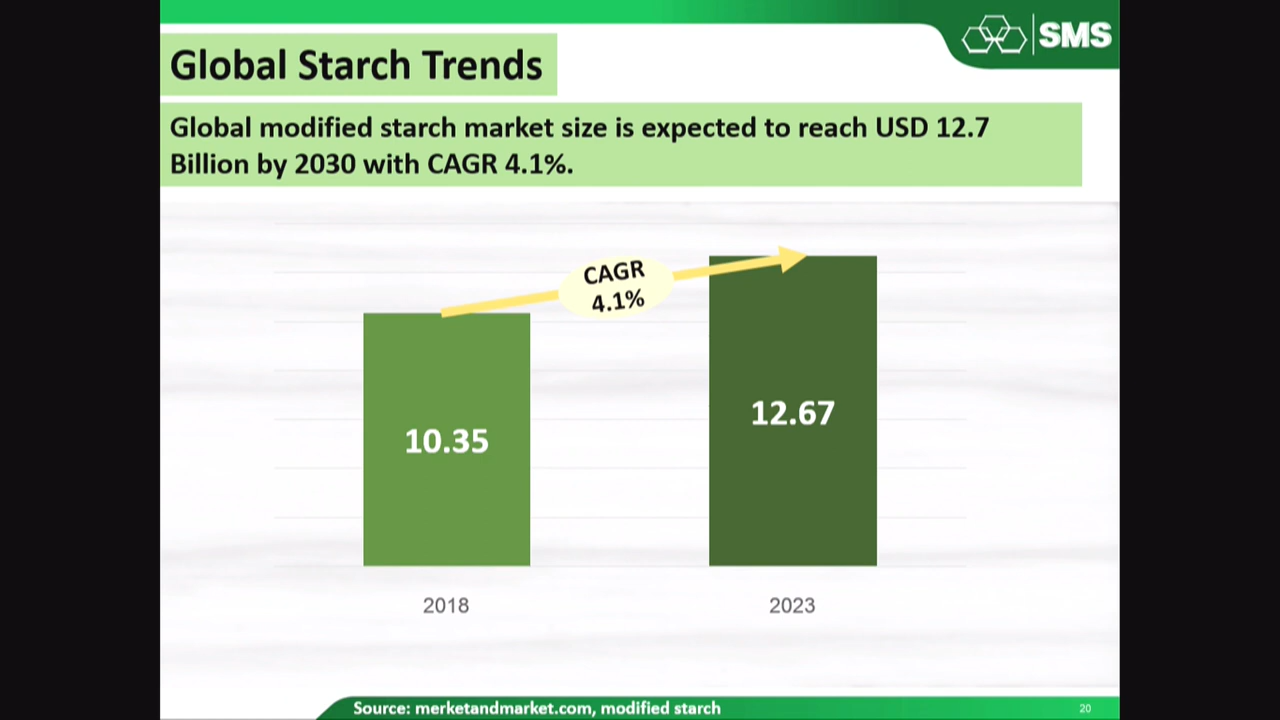 SMS
Global Starch Trends
Global modified starch market size is expected to reach USD 12.7
Billion by 2030 with CAGR 4.1%.
CAGR
4.1%
10.35
12.67
2018
2023
Source: merketandmarket.com, modified starch
20